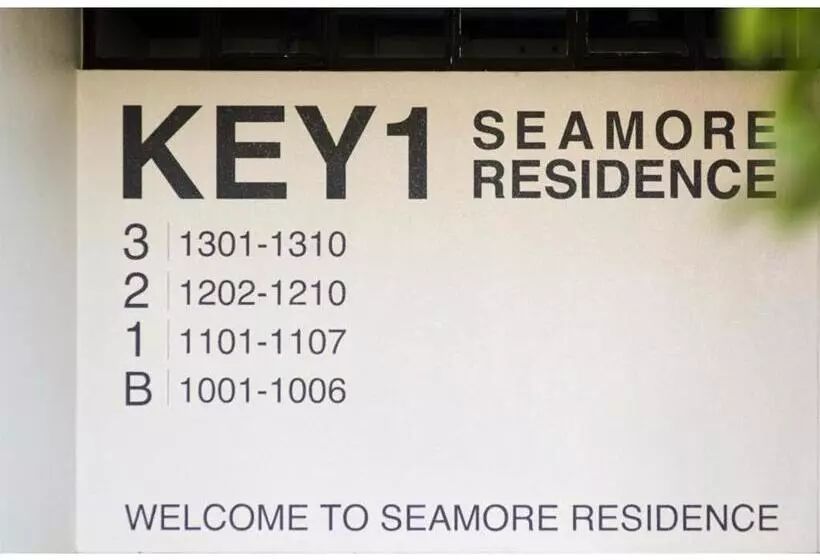 KEY1
SEAMORE
RESIDENCE
3 1301-1310
2 1202-1210
1 1101-1107
B 1001-1006
WELCOME TO SEAMORE RESIDENCE